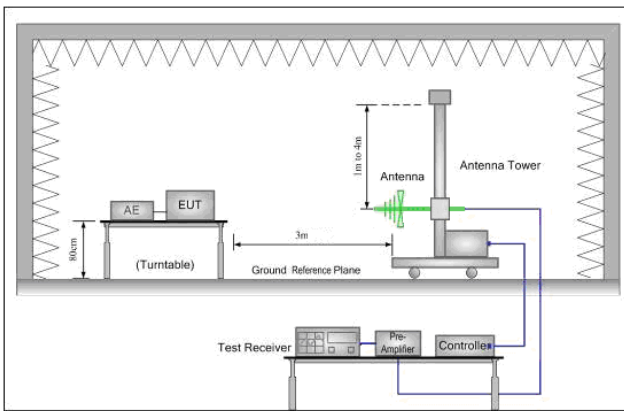 1m to 4m
Antenna
Antenna Tower
AE
EUT
80cm
3m
(Turntable)
Ground Reference Plane
Test Receiver
Pre-
Amplifier
Controller